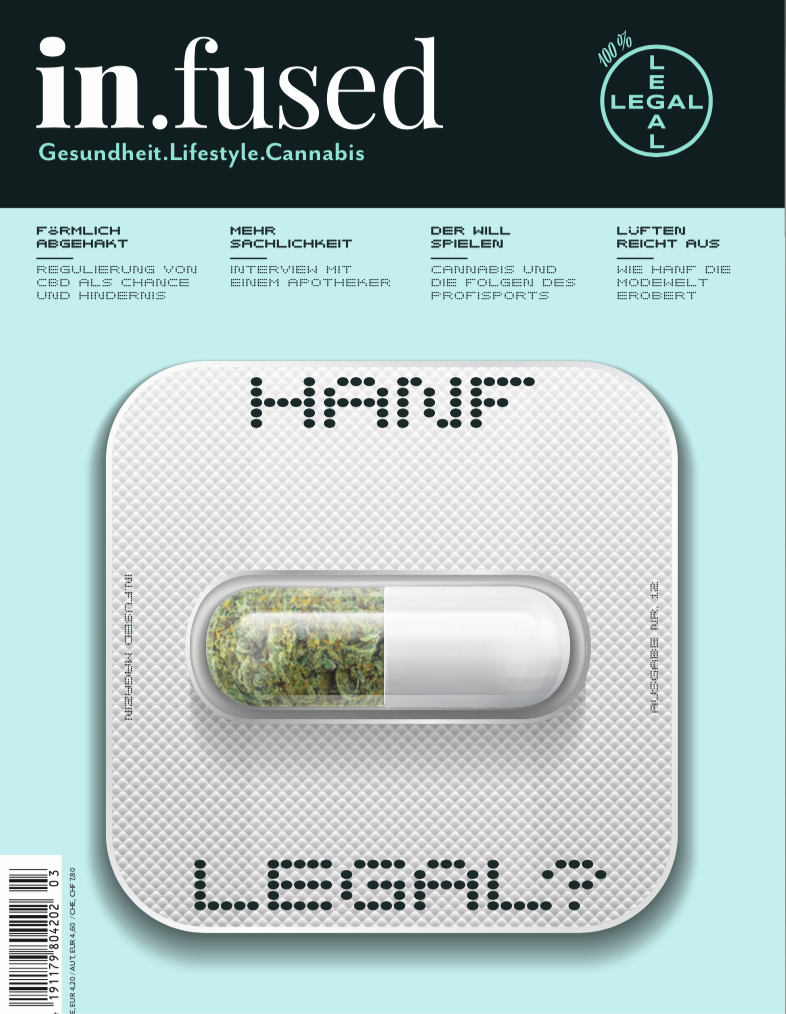 in.fused
Gesundheit.Lifestyle.Cannabis
100 %
LEGAL
LEGAL
FÖRMLICH
ABGEHAKT
REGULIERUNG VON
CBD ALS CHANCE
UND HINDERNIS
MEHR
SACHLICHKEIT
INTERVIEW MIT
EINEM APOTHEKER
DER WILL
SPIELEN
CANNABIS UND
DIE FOLGEN DES
PROFISPORTS
LÜFTEN
REICHT AUS
WIE HANF DIE
MODEWELT
EROBERT
HANF
INFUSED MAGAZIN
AUSGABE NR. 12
LEGAL?
191179 804202 03
EUR 4,20 / AUT, EUR 4,60 / CHE, CHF 7,80